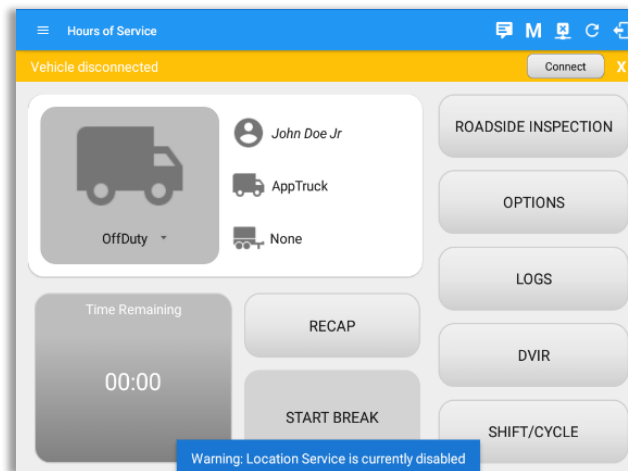 Hours of Service
M
Vehicle disconnected
Connect
X
John Doe Jr
AppTruck
None
OffDuty
ROADSIDE INSPECTION
OPTIONS
LOGS
DVIR
SHIFT/CYCLE
Time Remaining
00:00
RECAP
START BREAK
Warning: Location Service is currently disabled